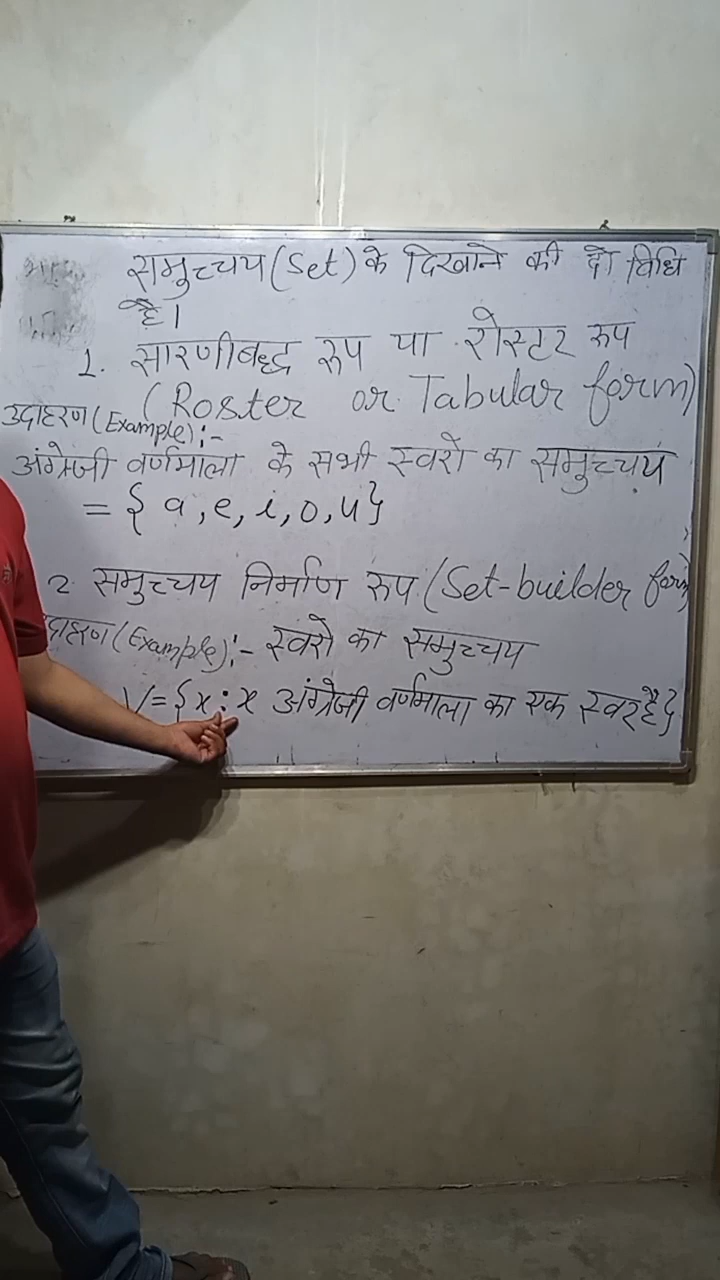 समुच्चय (Set) के दिखाने की दो विधि
है।
1. सारणीबद्ध रूप या रोस्टर रूप
(Roster or Tabular form)
उदाहरण (Example) :-
अंग्रेजी वर्णमाला के सभी स्वरो का समुच्चय
= { a, e, i, o, u }
2. समुच्चय निर्माण रूप (Set-builder form)
दाहरण (Example) :- स्वरो का समुच्चय
V = { x : x अंग्रेजी वर्णमाला का एक स्वर है }